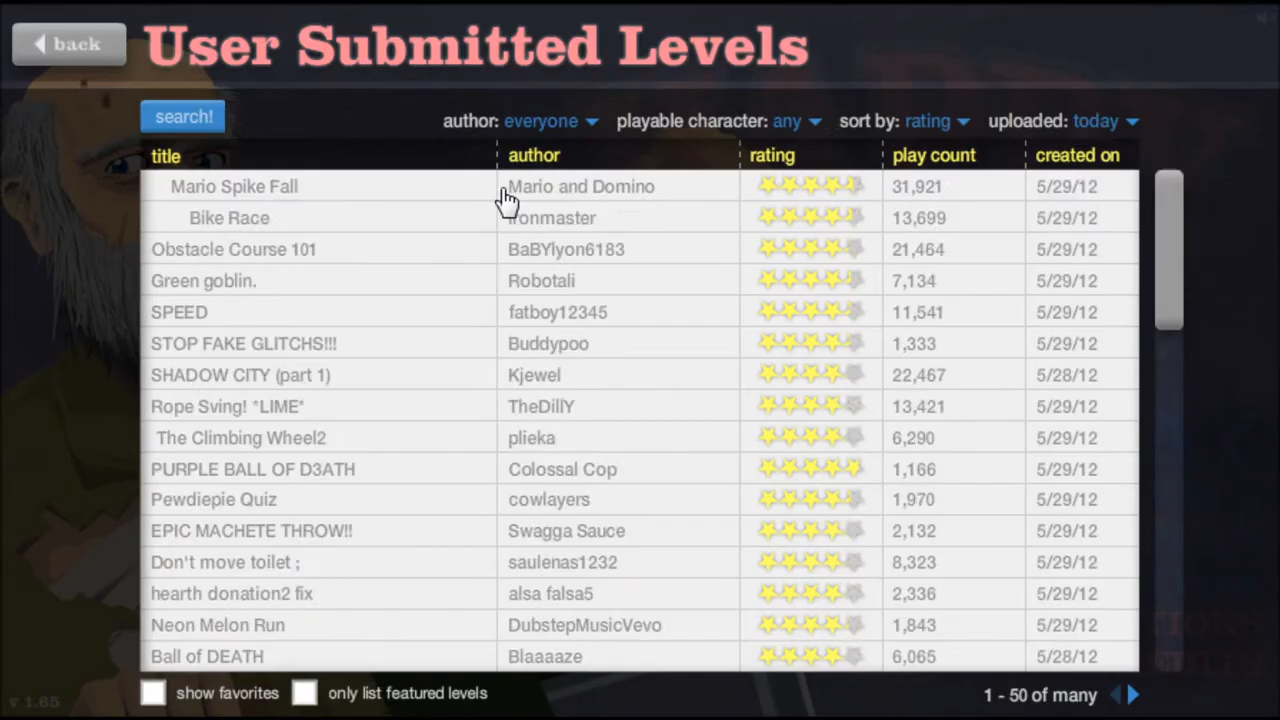 back
User Submitted Levels
search!
author: everyone playable character: any sort by: rating uploaded: today
title author rating play count created on
Mario Spike Fall Mario and Domino 31,921 5/29/12
Bike Race Ironmaster 13,699 5/29/12
Obstacle Course 101 BaBYlyon6183 21,464 5/29/12
Green goblin. Robotali 7,134 5/29/12
SPEED fatboy12345 11,541 5/29/12
STOP FAKE GLITCHS!!! Buddypoo 1,333 5/29/12
SHADOW CITY (part 1) Kjewel 22,467 5/28/12
Rope Sving! *LIME* TheDillY 13,421 5/29/12
The Climbing Wheel2 plieka 6,290 5/29/12
PURPLE BALL OF D3ATH Colossal Cop 1,166 5/29/12
Pewdiepie Quiz cowlayers 1,970 5/29/12
EPIC MACHETE THROW!! Swagga Sauce 2,132 5/29/12
Don't move toilet ; saulenas1232 8,323 5/29/12
hearth donation2 fix alsa falsa5 2,336 5/29/12
Neon Melon Run DubstepMusicVevo 1,843 5/29/12
Ball of DEATH Blaaaaze 6,065 5/28/12
show favorites only list featured levels 1 - 50 of many
v 1.65